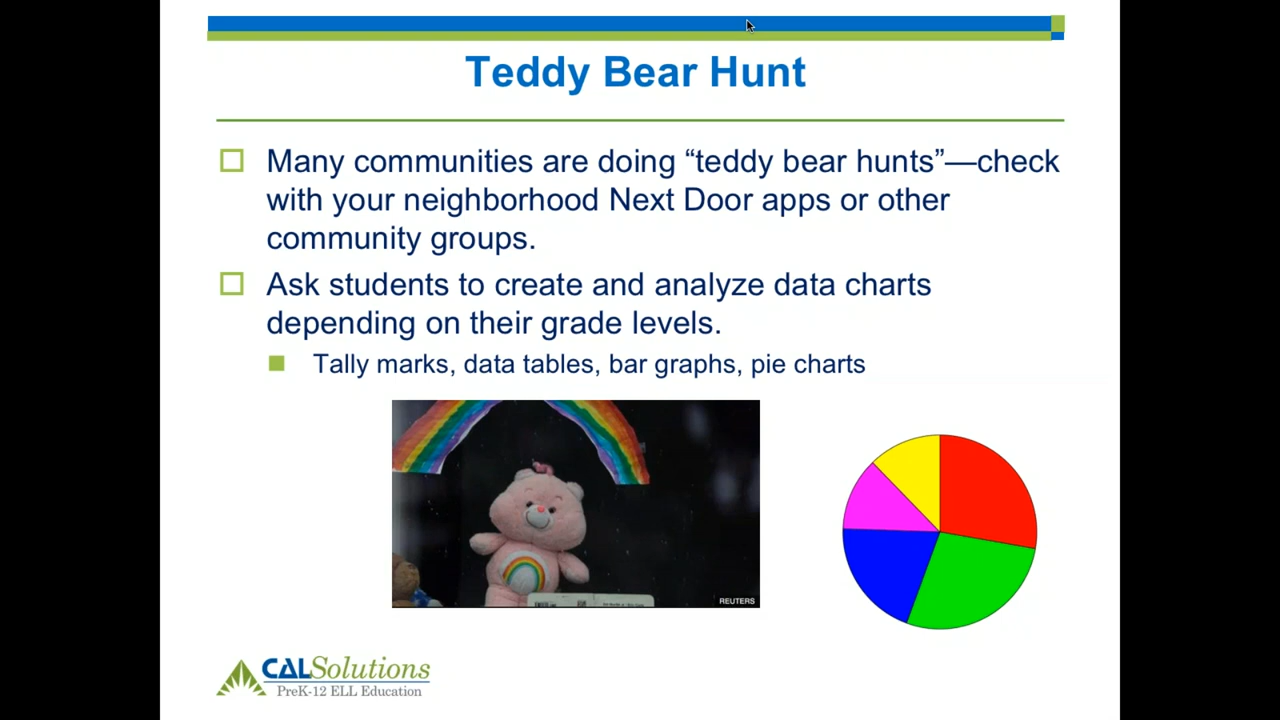 Teddy Bear Hunt
Many communities are doing “teddy bear hunts”—check
with your neighborhood Next Door apps or other
community groups.
Ask students to create and analyze data charts
depending on their grade levels.
Tally marks, data tables, bar graphs, pie charts
REUTERS
CALSolutions
PreK-12 ELL Education